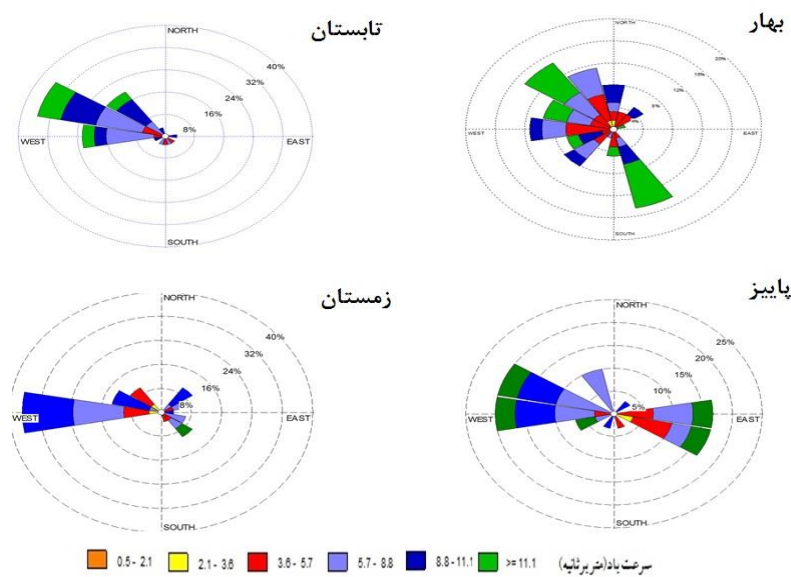 تابستان
NORTH
40%
32%
24%
16%
8%
WEST
EAST
SOUTH
بهار
NORTH
20%
15%
12%
WEST
EAST
SOUTH
زمستان
NORTH
40%
32%
24%
16%
8%
WEST
EAST
SOUTH
پاییز
NORTH
25%
20%
15%
10%
5%
WEST
EAST
SOUTH
0.5 - 2.1 2.1 - 3.6 3.6 - 5.7 5.7 - 8.8 8.8 - 11.1 >= 11.1 سرعت باد(متر بر ثانیه)